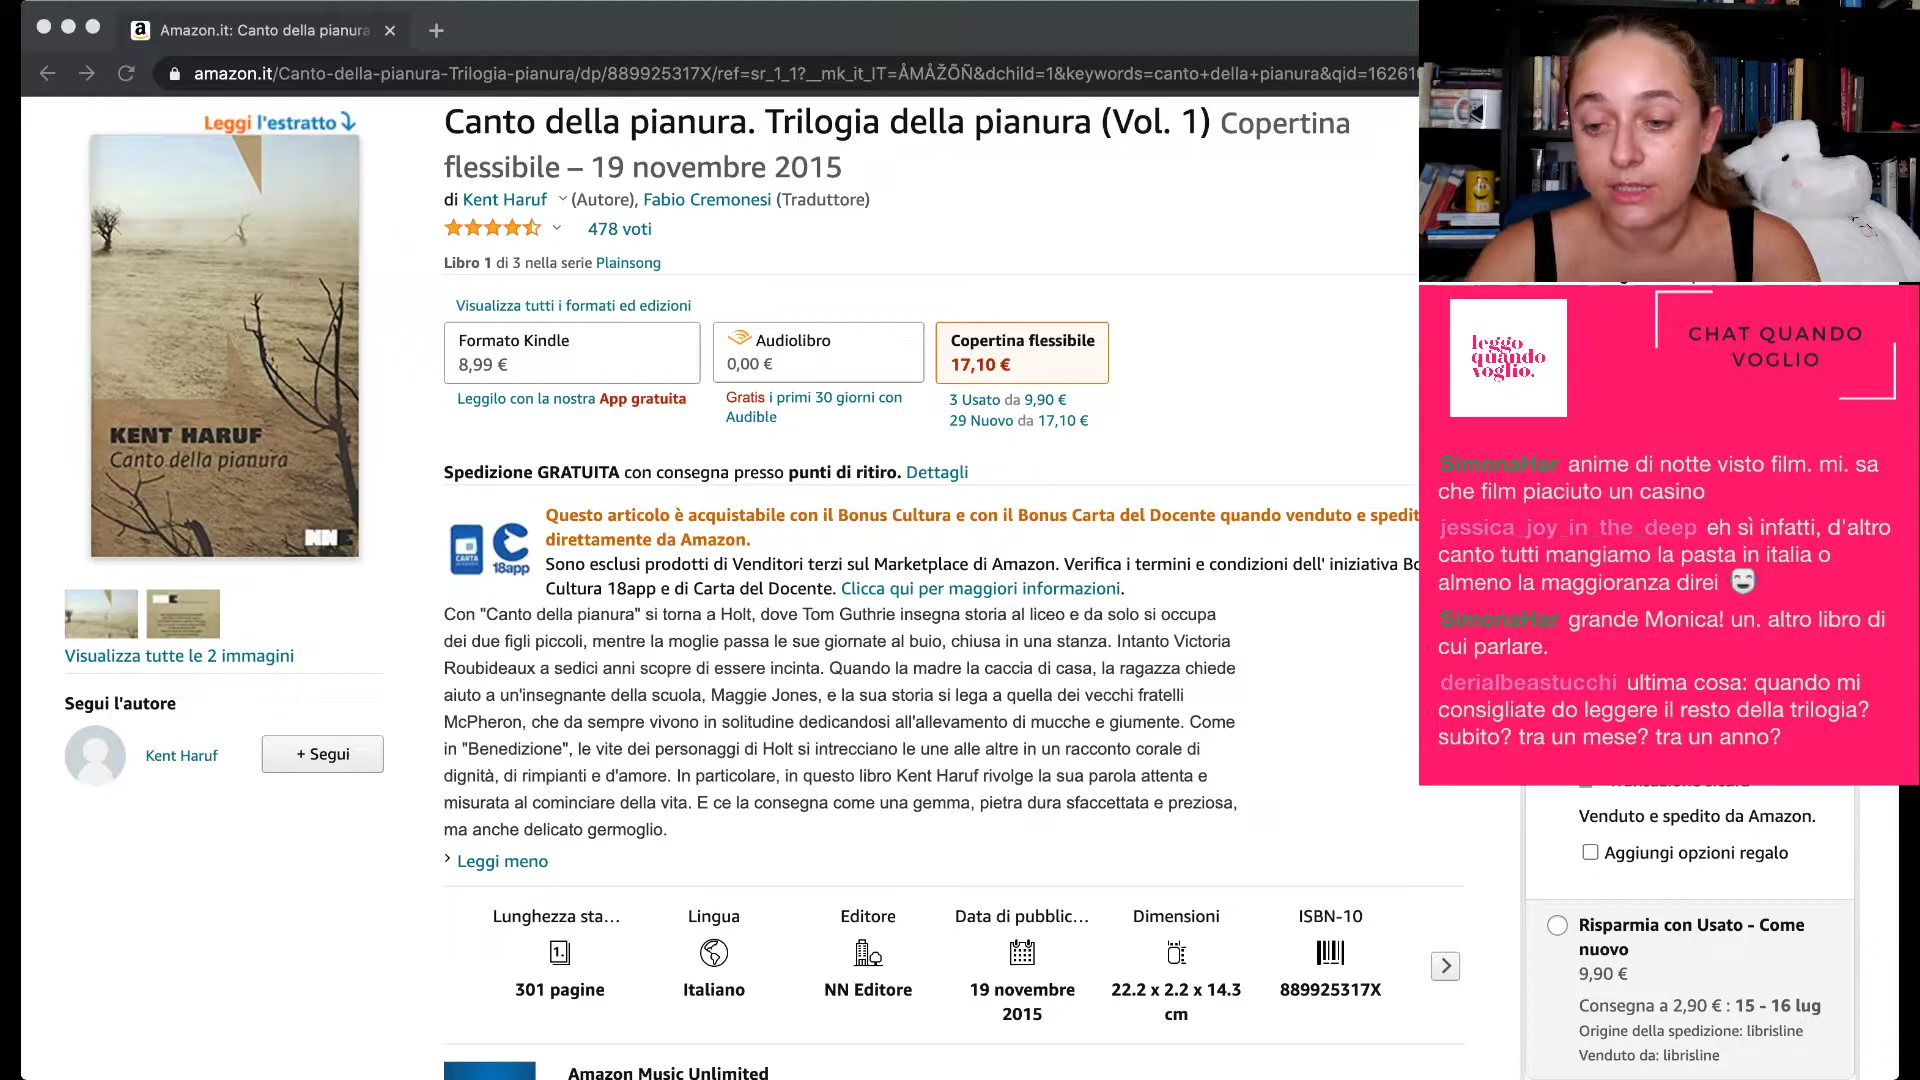 Amazon.it: Canto della pianura
amazon.it/Canto-della-pianura-Trilogia-pianura/dp/889925317X/ref=sr_1_1?__mk_it_IT=ÅMÅŽÕÑ&dchild=1&keywords=canto+della+pianura&qid=162610
Leggi l'estratto
KENT HARUF
Canto della pianura
NNE
Visualizza tutte le 2 immagini
Segui l'autore
Kent Haruf
+ Segui
Canto della pianura. Trilogia della pianura (Vol. 1) Copertina
flessibile – 19 novembre 2015
di Kent Haruf (Autore), Fabio Cremonesi (Traduttore)
478 voti
Libro 1 di 3 nella serie Plainsong
Visualizza tutti i formati ed edizioni
Formato Kindle
8,99 €
Leggilo con la nostra App gratuita
Audiolibro
0,00 €
Gratis i primi 30 giorni con
Audible
Copertina flessibile
17,10 €
3 Usato da 9,90 €
29 Nuovo da 17,10 €
Spedizione GRATUITA con consegna presso punti di ritiro. Dettagli
CARTA
18app
Questo articolo è acquistabile con il Bonus Cultura e con il Bonus Carta del Docente quando venduto e spedit
direttamente da Amazon.
Sono esclusi prodotti di Venditori terzi sul Marketplace di Amazon. Verifica i termini e condizioni dell' iniziativa Bo
Cultura 18app e di Carta del Docente. Clicca qui per maggiori informazioni.
Con "Canto della pianura" si torna a Holt, dove Tom Guthrie insegna storia al liceo e da solo si occupa
dei due figli piccoli, mentre la moglie passa le sue giornate al buio, chiusa in una stanza. Intanto Victoria
Roubideaux a sedici anni scopre di essere incinta. Quando la madre la caccia di casa, la ragazza chiede
aiuto a un'insegnante della scuola, Maggie Jones, e la sua storia si lega a quella dei vecchi fratelli
McPheron, che da sempre vivono in solitudine dedicandosi all'allevamento di mucche e giumente. Come
in "Benedizione", le vite dei personaggi di Holt si intrecciano le une alle altre in un racconto corale di
dignità, di rimpianti e d'amore. In particolare, in questo libro Kent Haruf rivolge la sua parola attenta e
misurata al cominciare della vita. E ce la consegna come una gemma, pietra dura sfaccettata e preziosa,
ma anche delicato germoglio.
Leggi meno
Lunghezza sta…
301 pagine
Lingua
Italiano
Editore
NN Editore
Data di pubblic…
19 novembre
2015
Dimensioni
22.2 x 2.2 x 14.3
cm
ISBN-10
889925317X
Amazon Music Unlimited
leggo
quando
voglio.
CHAT QUANDO
VOGLIO
SimonaHar anime di notte visto film. mi. sa
che film piaciuto un casino
jessica_joy_in_the_deep eh sì infatti, d'altro
canto tutti mangiamo la pasta in italia o
almeno la maggioranza direi
SimonaHar grande Monica! un. altro libro di
cui parlare.
derialbeastucchi ultima cosa: quando mi
consigliate do leggere il resto della trilogia?
subito? tra un mese? tra un anno?
Venduto e spedito da Amazon.
Aggiungi opzioni regalo
Risparmia con Usato - Come
nuovo
9,90 €
Consegna a 2,90 € : 15 - 16 lug
Origine della spedizione: librisline
Venduto da: librisline